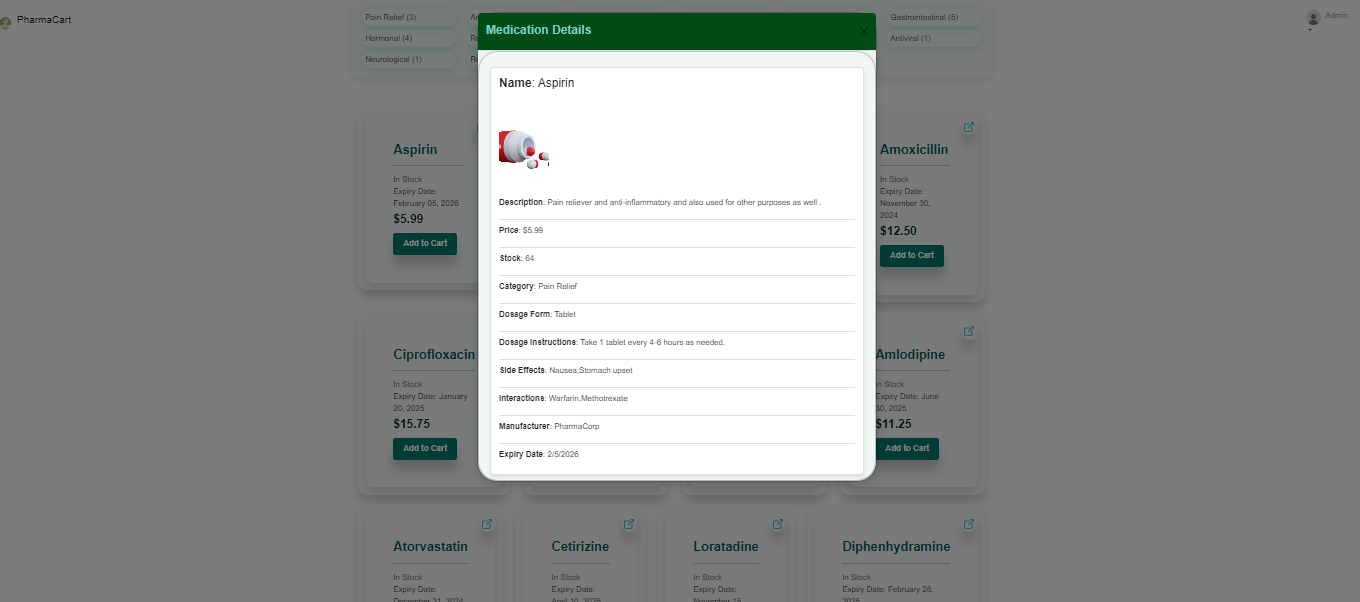 PharmaCart
Admin
Pain Relief (3)
Gastrointestinal (5)
Hormonal (4)
Antiviral (1)
Neurological (1)
Medication Details
Name: Aspirin
Description: Pain reliever and anti-inflammatory and also used for other purposes as well .
Price: $5.99
Stock: 64
Category: Pain Relief
Dosage Form: Tablet
Dosage Instructions: Take 1 tablet every 4-6 hours as needed.
Side Effects: Nausea,Stomach upset
Interactions: Warfarin,Methotrexate
Manufacturer: PharmaCorp
Expiry Date: 2/5/2026
Aspirin
In Stock
Expiry Date:
February 05, 2026
$5.99
Add to Cart
Amoxicillin
In Stock
Expiry Date:
November 30,
2024
$12.50
Add to Cart
Ciprofloxacin
In Stock
Expiry Date: January
20, 2025
$15.75
Add to Cart
Amlodipine
In Stock
Expiry Date: June
30, 2025
$11.25
Add to Cart
Atorvastatin
In Stock
Expiry Date:
December 31, 2024
Cetirizine
In Stock
Expiry Date:
April 10, 2025
Loratadine
In Stock
Expiry Date:
November 15,
Diphenhydramine
In Stock
Expiry Date: February 28,
2025